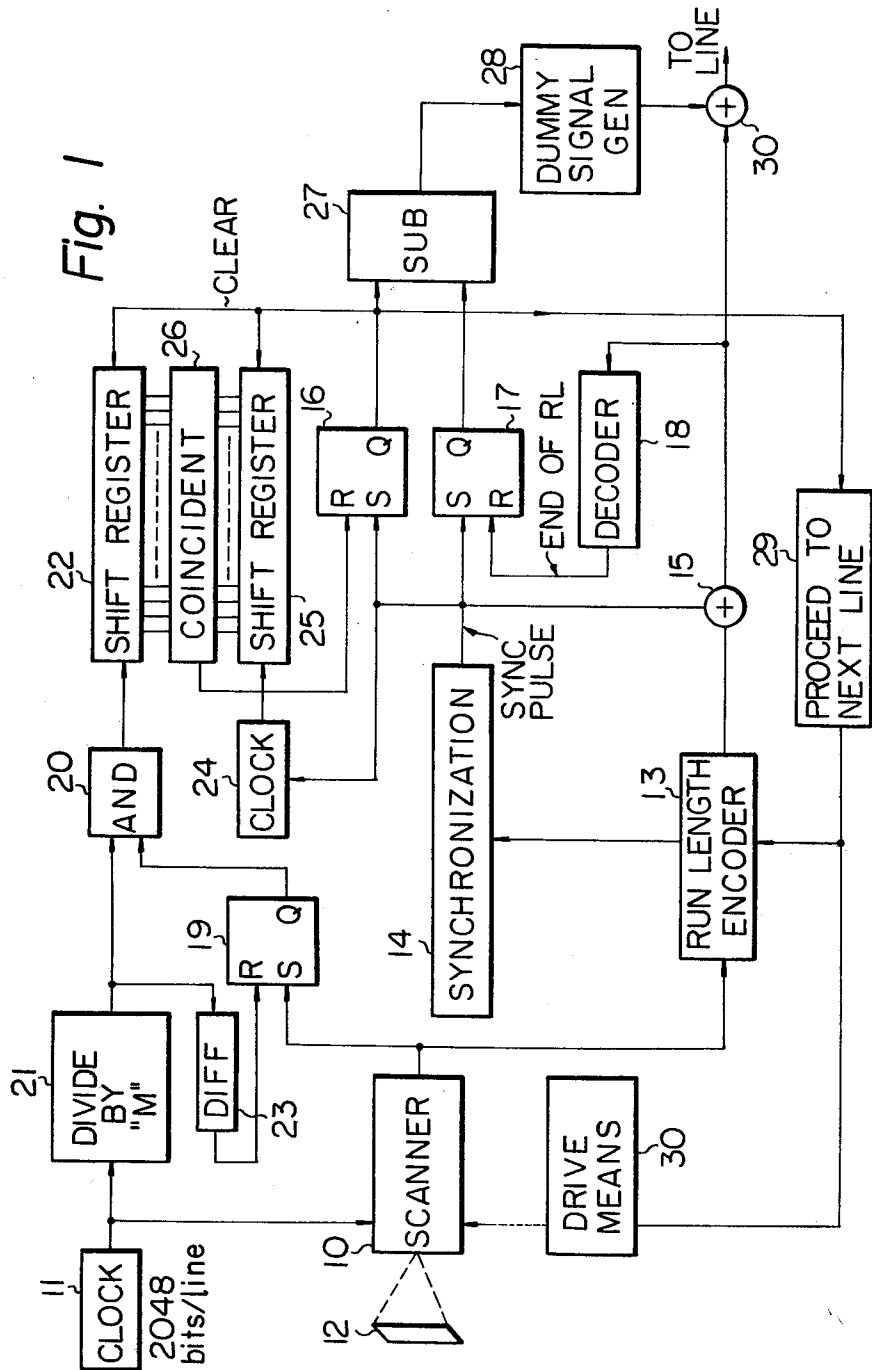 Fig. 1
11
CLOCK
2048
bits/line
21
DIVIDE
BY
"M"
DIFF
23
20
AND
19
R
S
Q
22
SHIFT REGISTER
COINCIDENT
26
SHIFT REGISTER
25
~CLEAR
24
CLOCK
16
R
S
Q
17
S
Q
R
27
SUB
28
DUMMY
SIGNAL
GEN
TO
LINE
30
END OF RL
DECODER
18
14
SYNCHRONIZATION
SYNC
PULSE
15
13
RUN LENGTH
ENCODER
29
PROCEED TO
NEXT LINE
12
10
SCANNER
DRIVE
MEANS
30
+
+